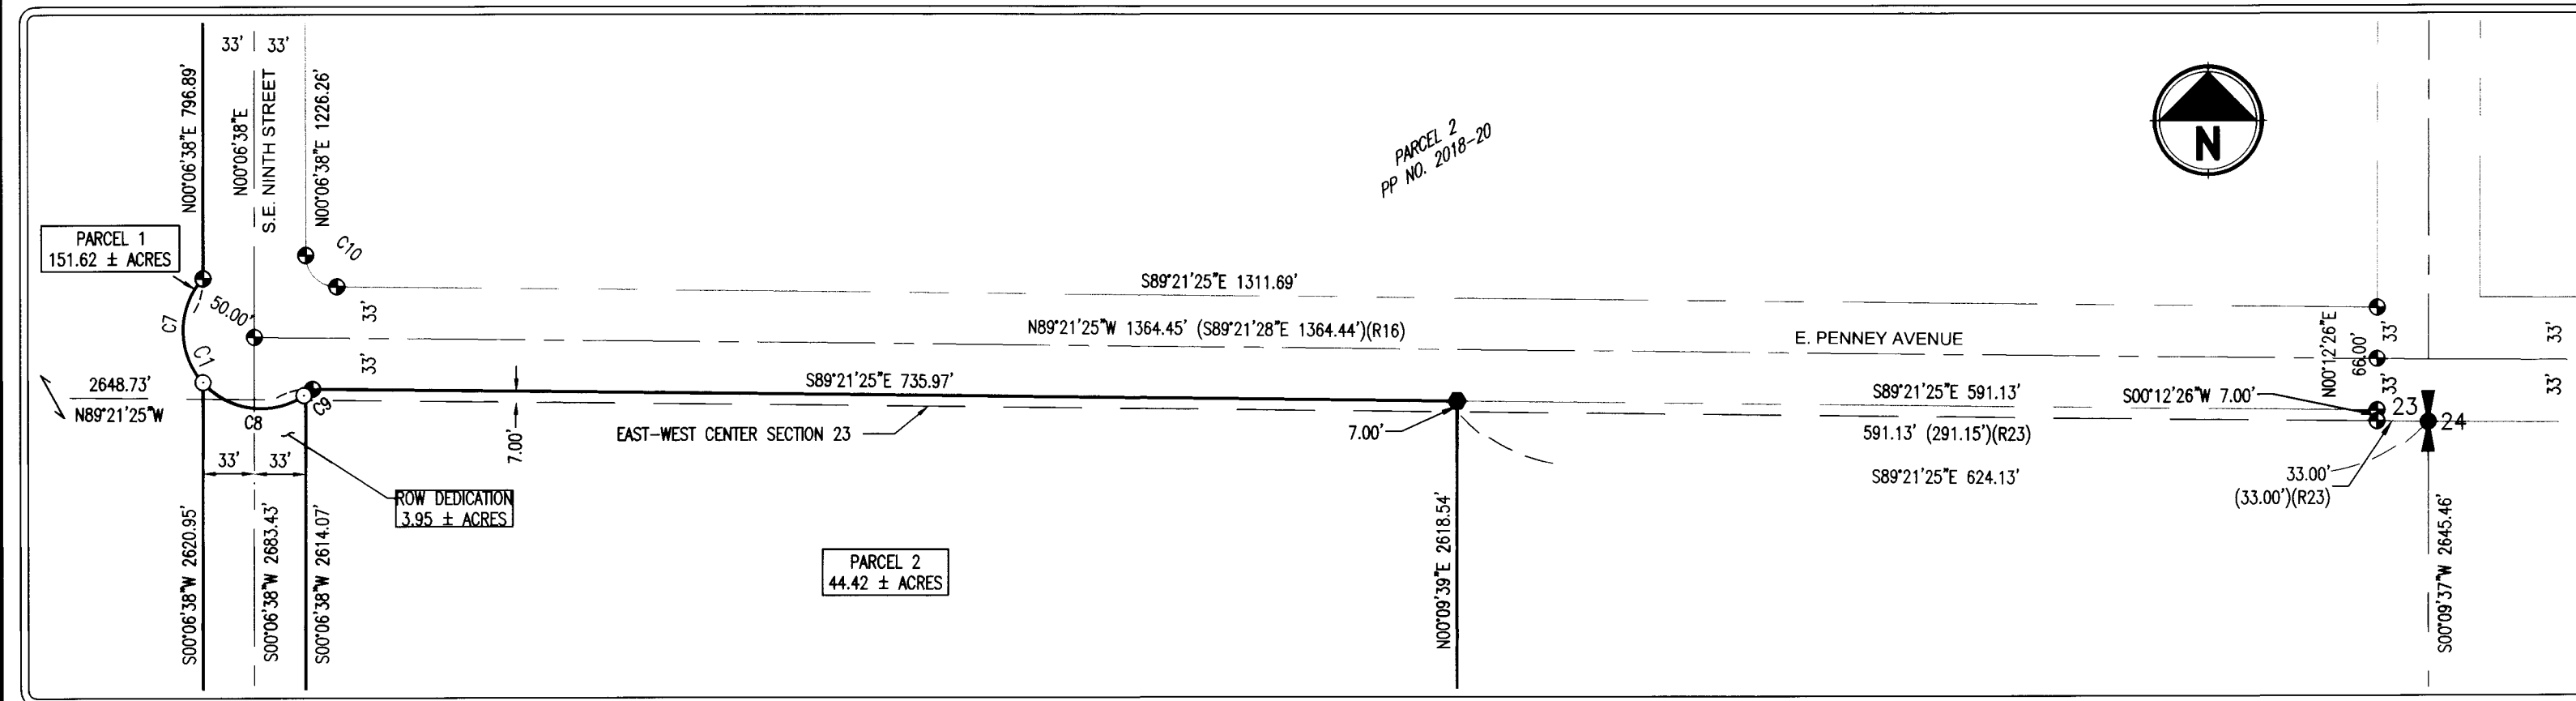 33' 33'
N00°06'38"E 796.89'
N00°06'38"E
S.E. NINTH STREET
N00°06'38"E 1226.26'
PARCEL 2
PP NO. 2018-20
N
PARCEL 1
151.62 ± ACRES
C10
50.00'
C7
C1
33'
33'
S89°21'25"E 1311.69'
N89°21'25"W 1364.45' (S89°21'28"E 1364.44')(R16)
E. PENNEY AVENUE
N00°12'26"E
66.00'
33'
33'
33'
33'
2648.73'
N89°21'25"W
C8
C9
S89°21'25"E 735.97'
7.00'
EAST-WEST CENTER SECTION 23
7.00'
S89°21'25"E 591.13'
591.13' (291.15')(R23)
S89°21'25"E 624.13'
S00°12'26"W 7.00'
23
24
33.00'
(33.00')(R23)
33' 33'
ROW DEDICATION
3.95 ± ACRES
S00°06'38"W 2620.95'
S00°06'38"W 2683.43'
S00°06'38"W 2614.07'
PARCEL 2
44.42 ± ACRES
N00°09'39"E 2618.54'
S00°09'37"W 2645.46'